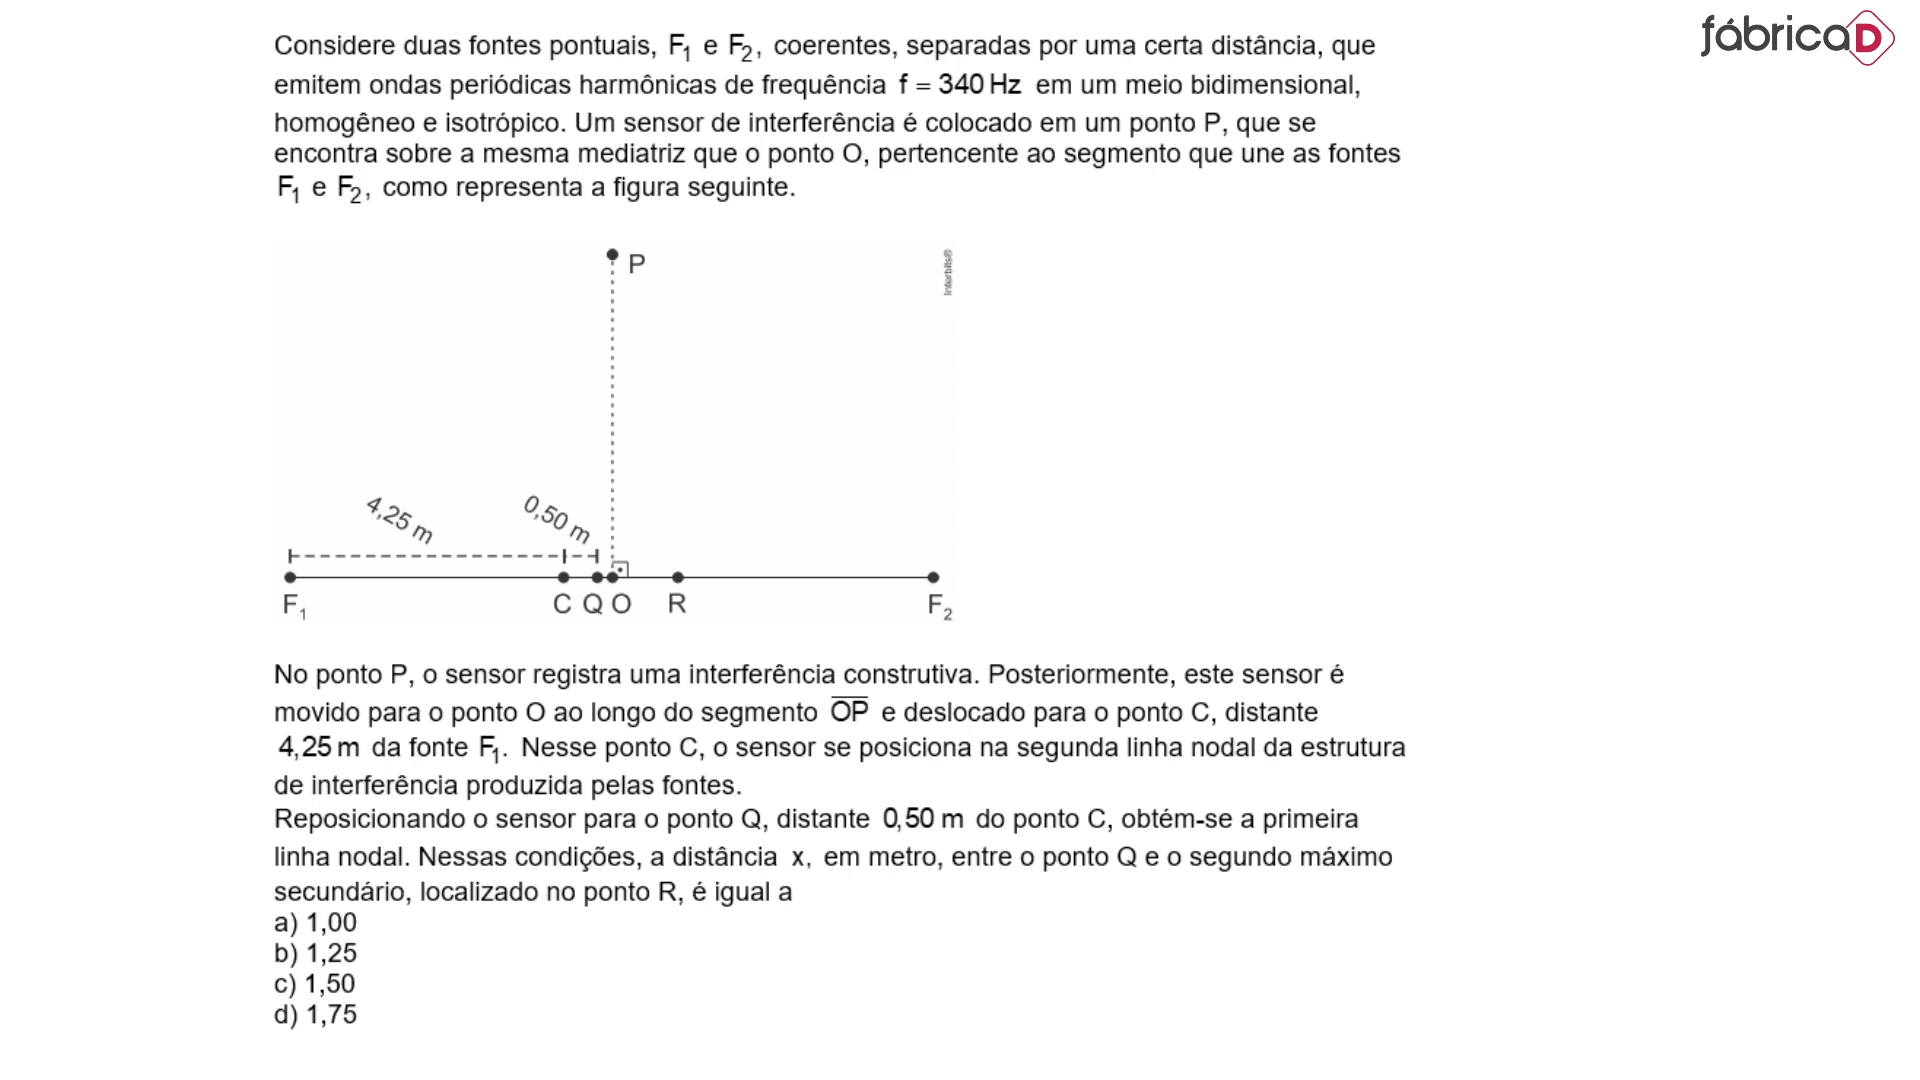 fábricaD
Considere duas fontes pontuais, F₁ e F₂, coerentes, separadas por uma certa distância, que
emitem ondas periódicas harmônicas de frequência f = 340 Hz em um meio bidimensional,
homogêneo e isotrópico. Um sensor de interferência é colocado em um ponto P, que se
encontra sobre a mesma mediatriz que o ponto O, pertencente ao segmento que une as fontes
F₁ e F₂, como representa a figura seguinte.
P
Interbits®
4,25 m
0,50 m
F₁ C Q O R F₂
No ponto P, o sensor registra uma interferência construtiva. Posteriormente, este sensor é
movido para o ponto O ao longo do segmento O̅P̅ e deslocado para o ponto C, distante
4,25 m da fonte F₁. Nesse ponto C, o sensor se posiciona na segunda linha nodal da estrutura
de interferência produzida pelas fontes.
Reposicionando o sensor para o ponto Q, distante 0,50 m do ponto C, obtém-se a primeira
linha nodal. Nessas condições, a distância x, em metro, entre o ponto Q e o segundo máximo
secundário, localizado no ponto R, é igual a
a) 1,00
b) 1,25
c) 1,50
d) 1,75